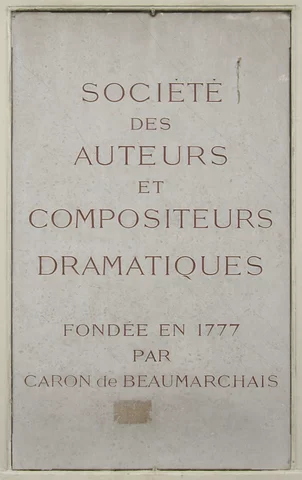 SOCIÉTÉ
DES
AUTEURS
ET
COMPOSITEURS
DRAMATIQUES
FONDÉE EN 1777
PAR
CARON de BEAUMARCHAIS